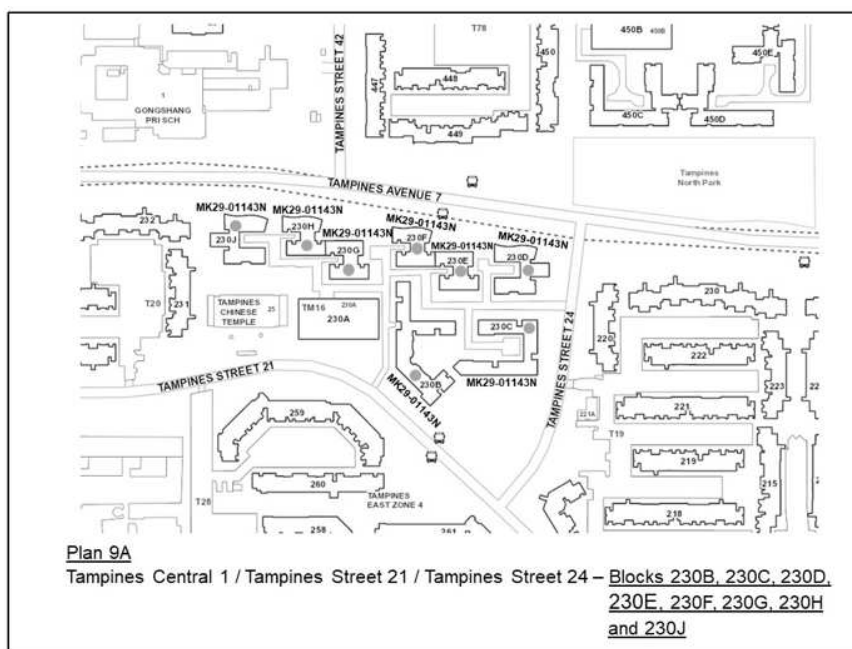 TAMPINES STREET 42
T78
447
448
449
450
450B
450B
450E
450C
450D
1
GONGSHANG
PRI SCH
Tampines
North Park
TAMPINES AVENUE 7
MK29-01143N
MK29-01143N
MK29-01143N
MK29-01143N
MK29-01143N
MK29-01143N
232
230J
230H
230G
230F
230E
230D
230
T20
231
TAMPINES
CHINESE
TEMPLE
25
TM16
230A
230A
230C
230B
MK29-01143N
MK29-01143N
TAMPINES STREET 24
TAMPINES STREET 21
220
222
223
221
221A
T19
219
215
218
259
260
T28
TAMPINES
EAST ZONE 4
258
261
Plan 9A
Tampines Central 1 / Tampines Street 21 / Tampines Street 24 – Blocks 230B, 230C, 230D,
230E, 230F, 230G, 230H
and 230J